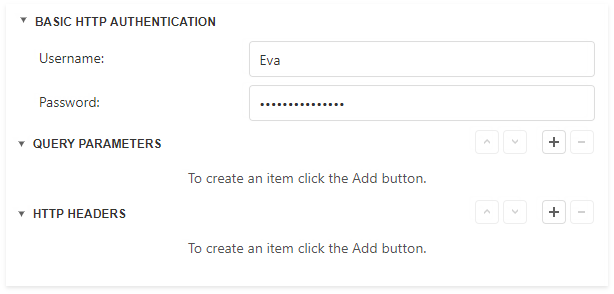 BASIC HTTP AUTHENTICATION
Username: Eva
Password: •••••••••••••••
QUERY PARAMETERS
To create an item click the Add button.
HTTP HEADERS
To create an item click the Add button.